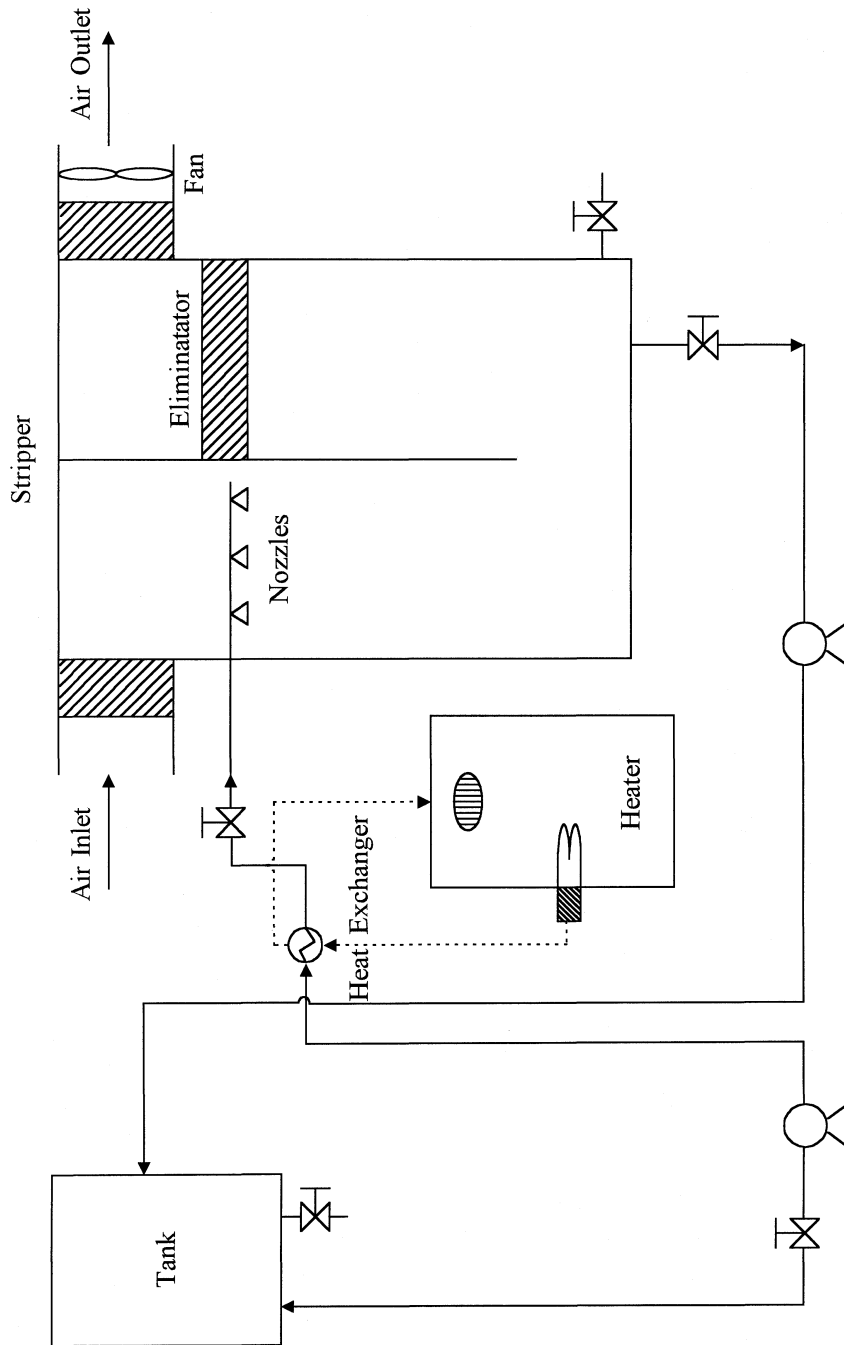 Stripper
Air Inlet
Air Outlet
Fan
Eliminatator
Nozzles
Tank
Heat Exchanger
Heater